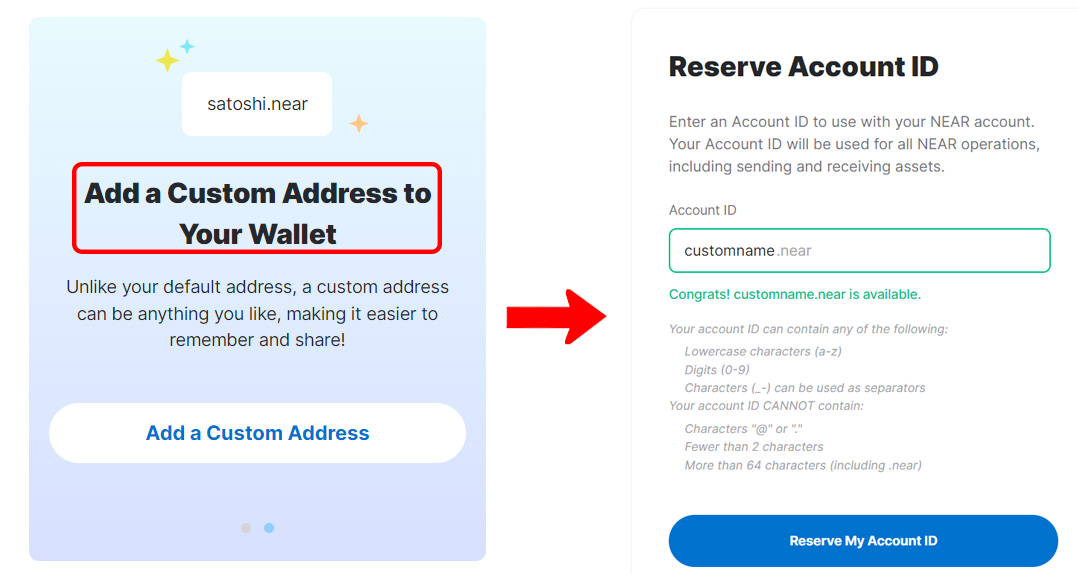 satoshi.near
Add a Custom Address to
Your Wallet
Unlike your default address, a custom address
can be anything you like, making it easier to
remember and share!
Add a Custom Address
Reserve Account ID
Enter an Account ID to use with your NEAR account.
Your Account ID will be used for all NEAR operations,
including sending and receiving assets.
Account ID
customname.near
Congrats! customname.near is available.
Your account ID can contain any of the following:
Lowercase characters (a-z)
Digits (0-9)
Characters (_-) can be used as separators
Your account ID CANNOT contain:
Characters "@" or "."
Fewer than 2 characters
More than 64 characters (including .near)
Reserve My Account ID